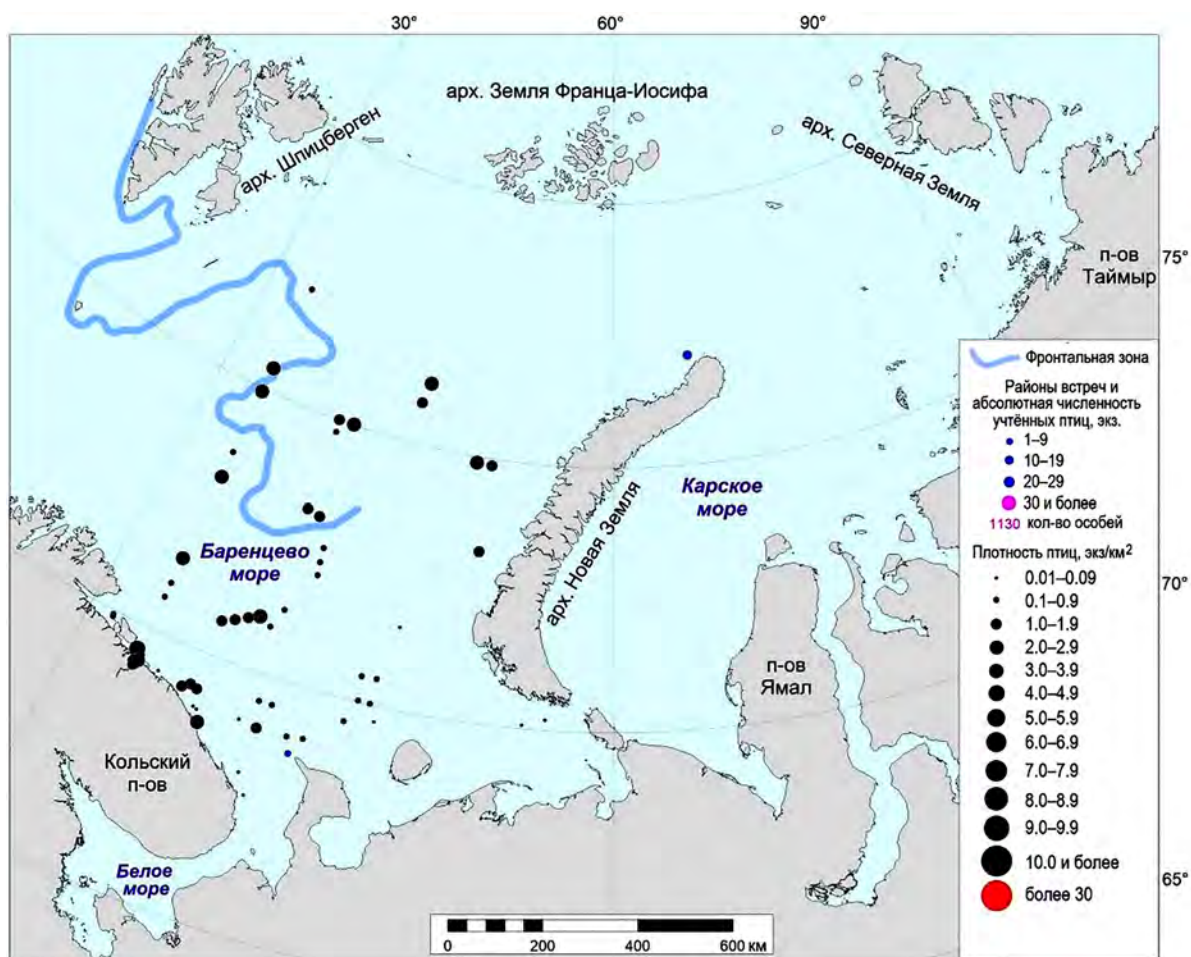 30°
60°
90°
арх. Земля Франца-Иосифа
арх. Шпицберген
арх. Северная Земля
75°
п-ов
Таймыр
Фронтальная зона
Районы встреч и
абсолютная численность
учтённых птиц, экз.
1–9
10–19
20–29
30 и более
1130 кол-во особей
Плотность птиц, экз/км²
0.01–0.09
0.1–0.9
1.0–1.9
2.0–2.9
3.0–3.9
4.0–4.9
5.0–5.9
6.0–6.9
7.0–7.9
8.0–8.9
9.0–9.9
10.0 и более
более 30
Карское
море
арх. Новая Земля
Баренцево
море
70°
п-ов
Ямал
Кольский
п-ов
Белое
море
65°
0
200
400
600 км